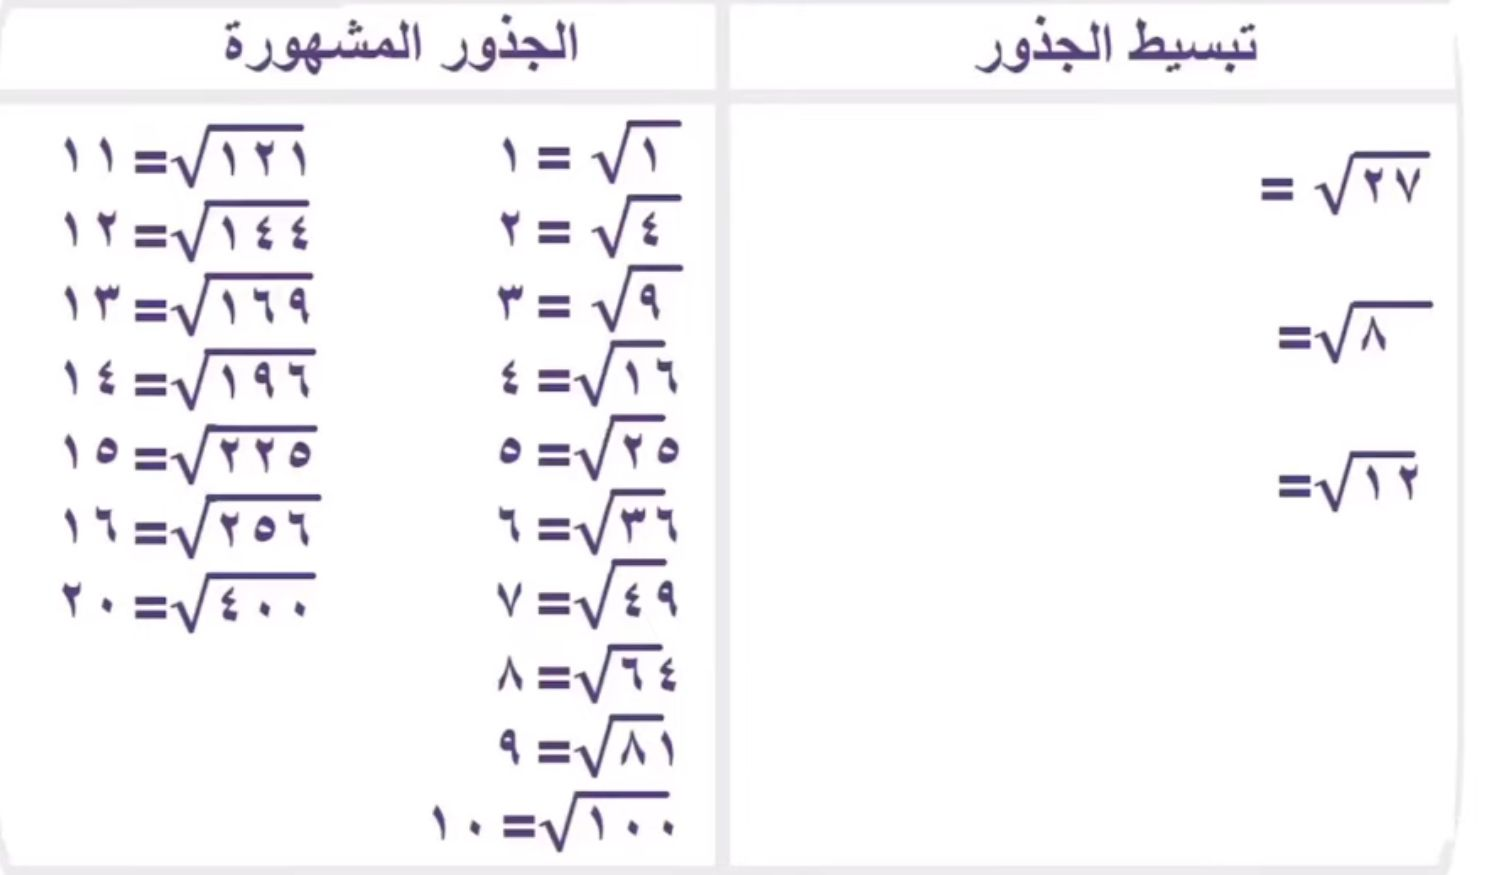 تبسيط الجذور
√٢٧ =
√٨ =
√١٢ =
الجذور المشهورة
√١ = ١
√٤ = ٢
√٩ = ٣
√١٦ = ٤
√٢٥ = ٥
√٣٦ = ٦
√٤٩ = ٧
√٦٤ = ٨
√٨١ = ٩
√١٠٠ = ١٠
√١٢١ = ١١
√١٤٤ = ١٢
√١٦٩ = ١٣
√١٩٦ = ١٤
√٢٢٥ = ١٥
√٢٥٦ = ١٦
√٤٠٠ = ٢٠